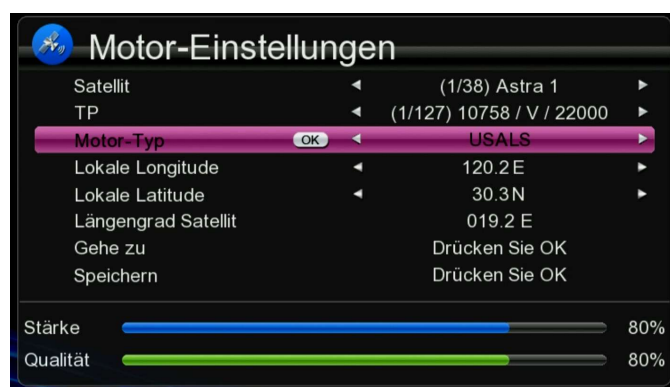 Motor-Einstellungen
Satellit (1/38) Astra 1
TP (1/127) 10758 / V / 22000
Motor-Typ OK USALS
Lokale Longitude 120.2 E
Lokale Latitude 30.3 N
Längengrad Satellit 019.2 E
Gehe zu Drücken Sie OK
Speichern Drücken Sie OK
Stärke 80%
Qualität 80%